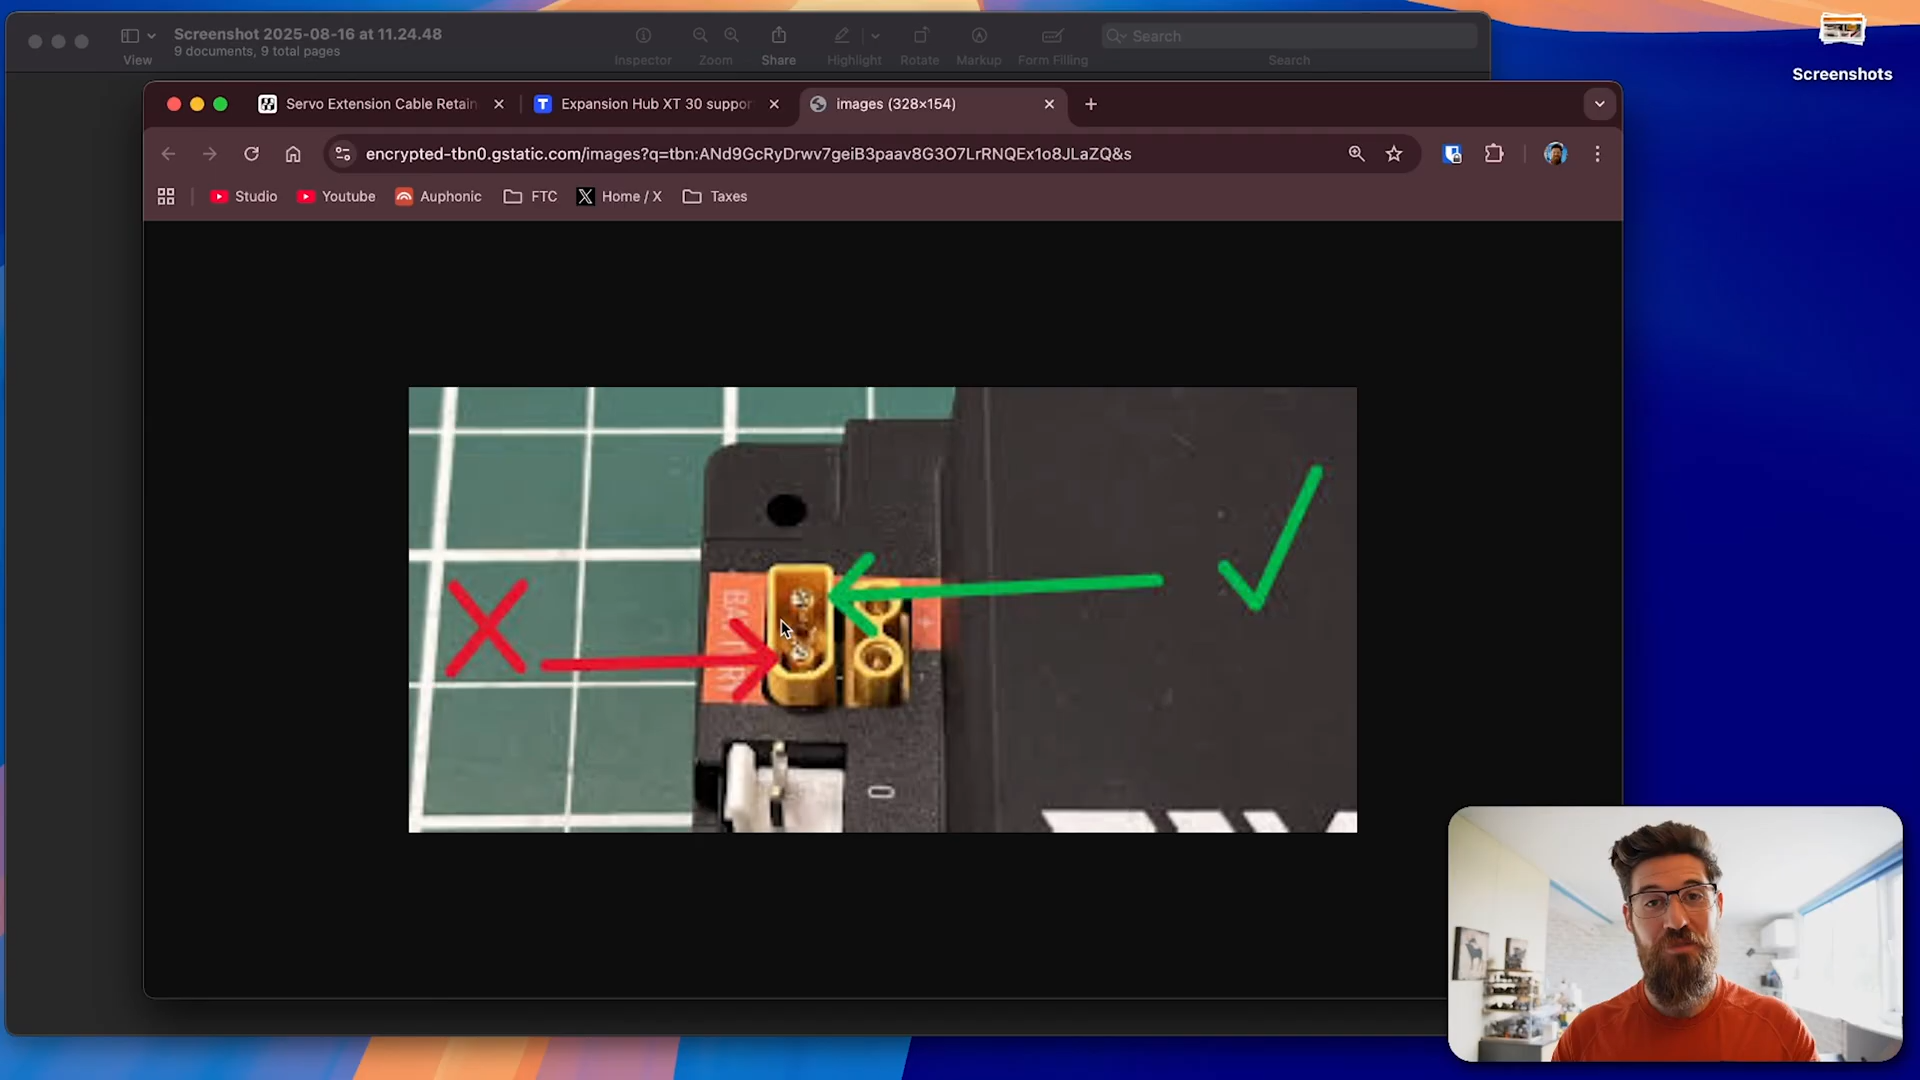 Screenshot 2025-08-16 at 11.24.48
9 documents, 9 total pages
View
Inspector
Zoom
Share
Highlight
Rotate
Markup
Form Filling
Search
Search
Screenshots
Servo Extension Cable Retain
Expansion Hub XT 30 suppor
images (328×154)
encrypted-tbn0.gstatic.com/images?q=tbn:ANd9GcRyDrwv7geiB3paav8G3O7LrRNQEx1o8JLaZQ&s
Studio
Youtube
Auphonic
FTC
Home / X
Taxes